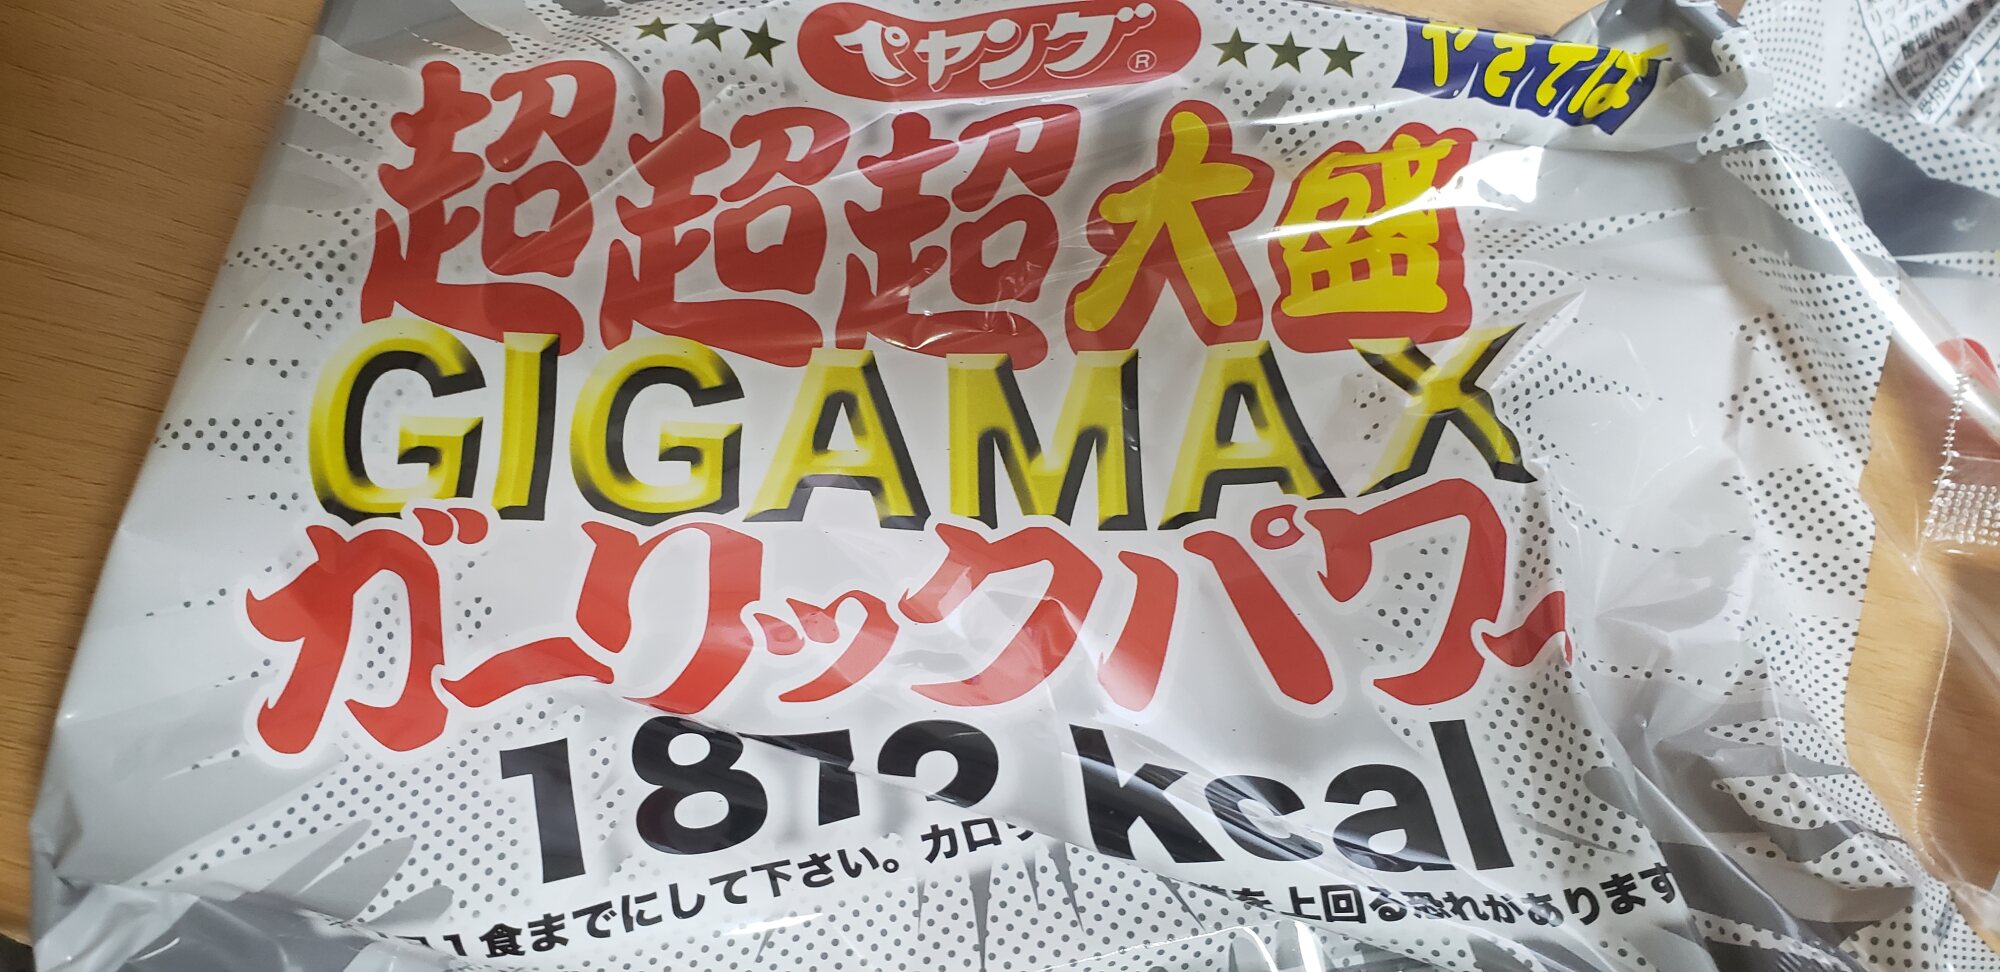 ペヤング®
やきそば
超超超大盛
GIGAMAX
ガーリックパワー
kcal
1食までにして下さい。カロ
を上回る恐れがあります